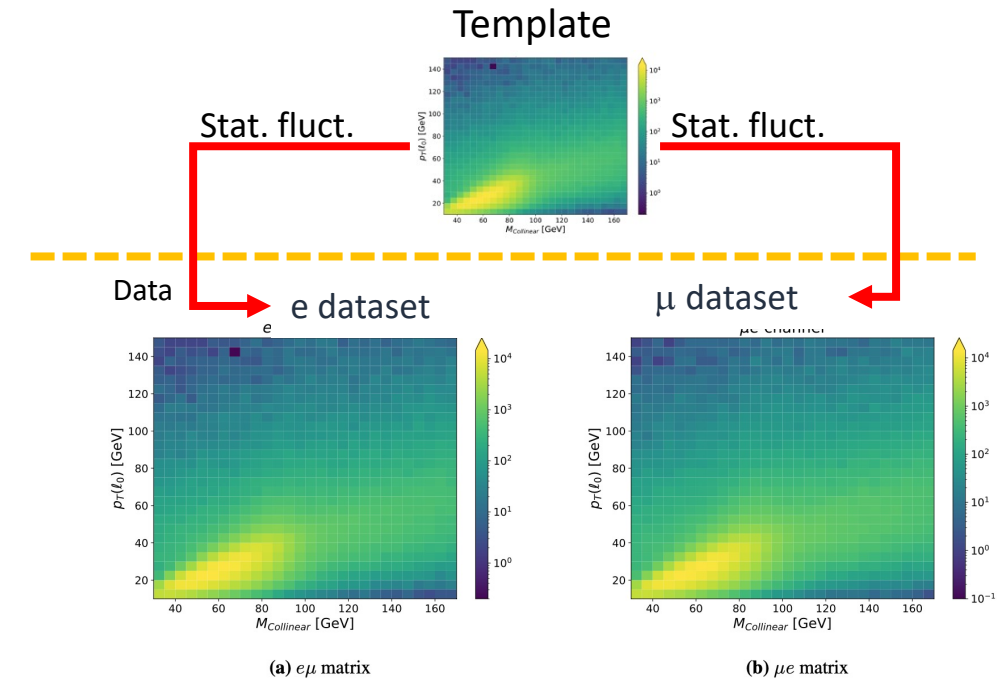 Template
Stat. fluct.
Stat. fluct.
140
120
100
80
60
40
20
p_T(ℓ_0) [GeV]
40 60 80 100 120 140 160
M_Collinear [GeV]
10^4
10^3
10^2
10^1
10^0
Data
e dataset
μ dataset
e
μe channel
140
120
100
80
60
40
20
p_T(ℓ_0) [GeV]
40 60 80 100 120 140 160
M_Collinear [GeV]
10^4
10^3
10^2
10^1
10^0
140
120
100
80
60
40
20
p_T(ℓ_0) [GeV]
40 60 80 100 120 140 160
M_Collinear [GeV]
10^4
10^3
10^2
10^1
10^0
10^−1
(a) eμ matrix
(b) μe matrix